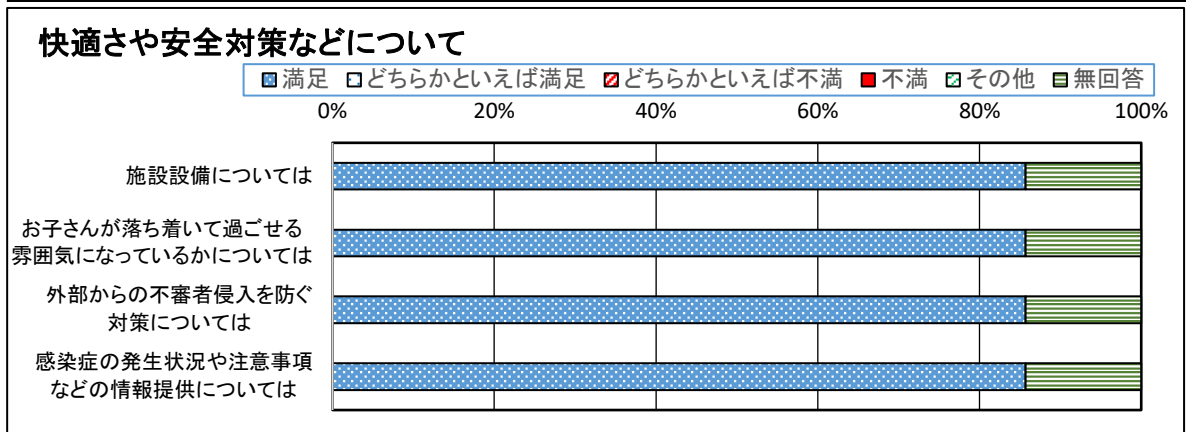 快適さや安全対策などについて
満足 どちらかといえば満足 どちらかといえば不満 不満 その他 無回答
0% 20% 40% 60% 80% 100%
施設設備については
お子さんが落ち着いて過ごせる
雰囲気になっているかについては
外部からの不審者侵入を防ぐ
対策については
感染症の発生状況や注意事項
などの情報提供については